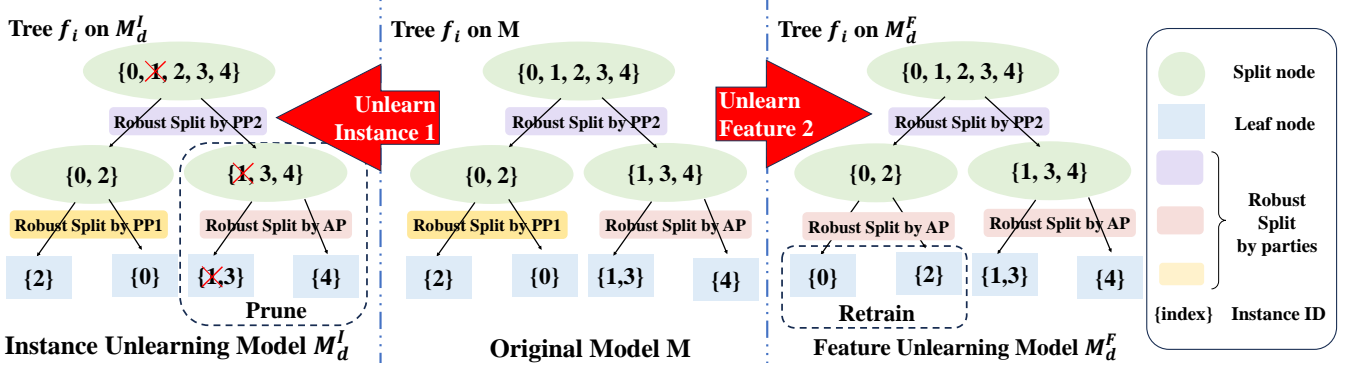 Tree f_i on M_d^I
{0, 1, 2, 3, 4}
Robust Split by PP2
{0, 2}
{1, 3, 4}
Robust Split by PP1
Robust Split by AP
{2}
{0}
{1,3}
{4}
Prune
Instance Unlearning Model M_d^I
Unlearn
Instance 1
Tree f_i on M
{0, 1, 2, 3, 4}
Robust Split by PP2
{0, 2}
{1, 3, 4}
Robust Split by PP1
Robust Split by AP
{2}
{0}
{1,3}
{4}
Original Model M
Unlearn
Feature 2
Tree f_i on M_d^F
{0, 1, 2, 3, 4}
Robust Split by PP2
{0, 2}
{1, 3, 4}
Robust Split by AP
Robust Split by AP
{0}
{2}
{1,3}
{4}
Retrain
Feature Unlearning Model M_d^F
Split node
Leaf node
Robust
Split
by parties
{index} Instance ID